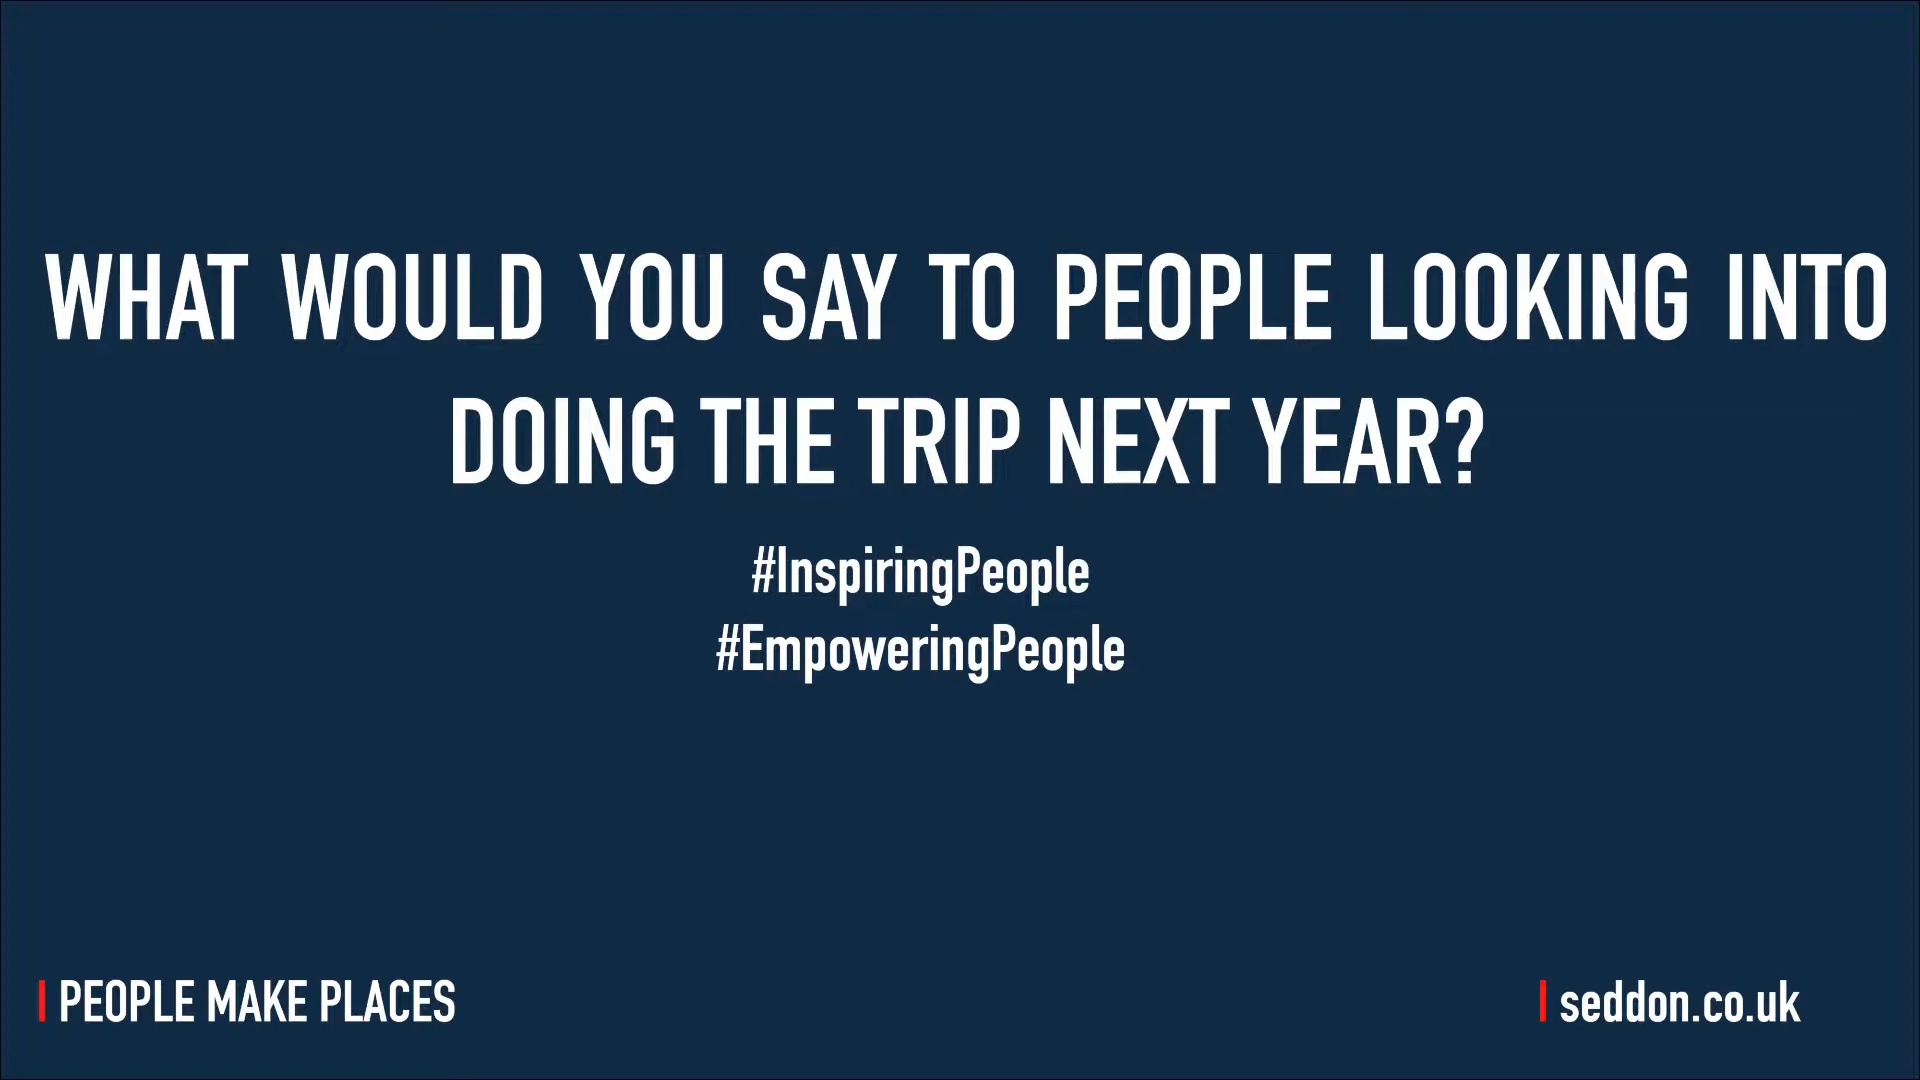 WHAT WOULD YOU SAY TO PEOPLE LOOKING INTO
DOING THE TRIP NEXT YEAR?
#InspiringPeople
#EmpoweringPeople
PEOPLE MAKE PLACES
seddon.co.uk